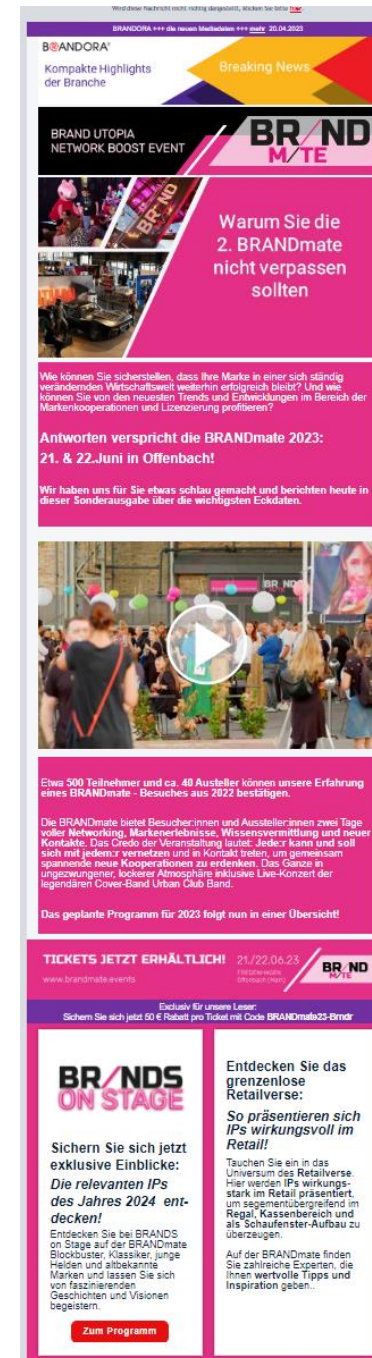 Wird diese Nachricht nicht richtig dargestellt, klicken Sie bitte hier.
BRANDORA +++ die neuen Mediadaten +++ mehr 20.04.2023
BRANDORA
Kompakte Highlights
der Branche
Breaking News
BRAND UTOPIA
NETWORK BOOST EVENT
BRAND
MATE
Warum Sie die
2. BRANDmate
nicht verpassen
sollten
Wie können Sie sicherstellen, dass Ihre Marke in einer sich ständig
verändernden Wirtschaftswelt weiterhin erfolgreich bleibt? Und wie
können Sie von den neuesten Trends und Entwicklungen im Bereich der
Markenkooperationen und Lizenzierung profitieren?
Antworten verspricht die BRANDmate 2023:
21. & 22.Juni in Offenbach!
Wir haben uns für Sie etwas schlau gemacht und berichten heute in
dieser Sonderausgabe über die wichtigsten Eckdaten.
Etwa 500 Teilnehmer und ca. 40 Austeller können unsere Erfahrung
eines BRANDmate - Besuches aus 2022 bestätigen.
Die BRANDmate bietet Besucher:innen und Aussteller:innen zwei Tage
voller Networking, Markenerlebnisse, Wissensvermittlung und neuer
Kontakte. Das Credo der Veranstaltung lautet: Jede:r kann und soll
sich mit jedem:r vernetzen und in Kontakt treten, um gemeinsam
spannende neue Kooperationen zu erdenken. Das Ganze in
ungezwungener, lockerer Atmosphäre inklusive Live-Konzert der
legendären Cover-Band Urban Club Band.
Das geplante Programm für 2023 folgt nun in einer Übersicht!
TICKETS JETZT ERHÄLTLICH!
www.brandmate.events
21./22.06.23
Offenbach (Main)
BRAND
MATE
Exclusiv für unsere Leser:
Sichern Sie sich jetzt 50 € Rabatt pro Ticket mit Code BRANDmate23-Brndr
BRANDS
ON STAGE
Sichern Sie sich jetzt
exklusive Einblicke:
Die relevanten IPs
des Jahres 2024 ent-
decken!
Entdecken Sie bei BRANDS
on Stage auf der BRANDmate
Blockbuster, Klassiker, junge
Helden und altbekannte
Marken und lassen Sie sich
von faszinierenden
Geschichten und Visionen
begeistern.
Zum Programm
Entdecken Sie das
grenzenlose
Retailverse:
So präsentieren sich
IPs wirkungsvoll im
Retail!
Tauchen Sie ein in das
Universum des Retailverse.
Hier werden IPs wirkungs-
stark im Retail präsentiert,
um segementübergreifend im
Regal, Kassenbereich und
als Schaufenster-Aufbau zu
überzeugen.
Auf der BRANDmate finden
Sie zahlreiche Experten, die
Ihnen wertvolle Tipps und
Inspiration geben..